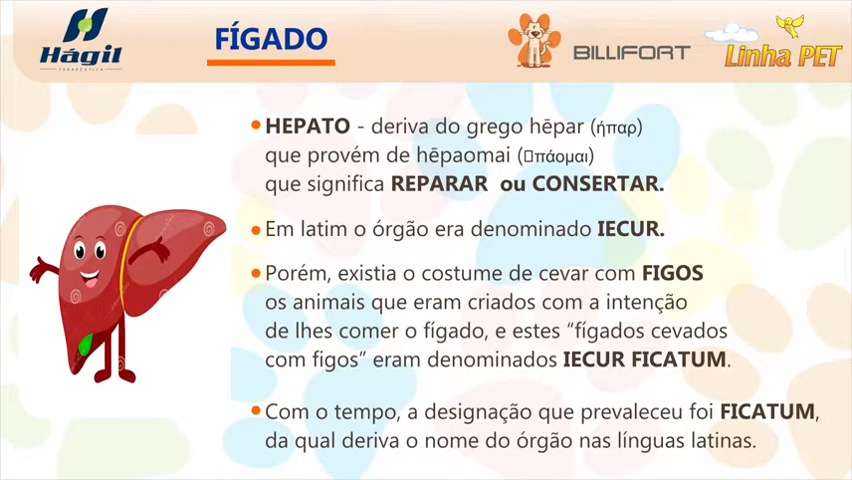 Hágil
TERAPÊUTICA
FÍGADO
BILLIFORT
Linha PET
• HEPATO - deriva do grego hēpar (ήπαρ)
que provém de hēpaomai (□πάομαι)
que significa REPARAR ou CONSERTAR.
• Em latim o órgão era denominado IECUR.
• Porém, existia o costume de cevar com FIGOS
os animais que eram criados com a intenção
de lhes comer o fígado, e estes “fígados cevados
com figos” eram denominados IECUR FICATUM.
• Com o tempo, a designação que prevaleceu foi FICATUM,
da qual deriva o nome do órgão nas línguas latinas.